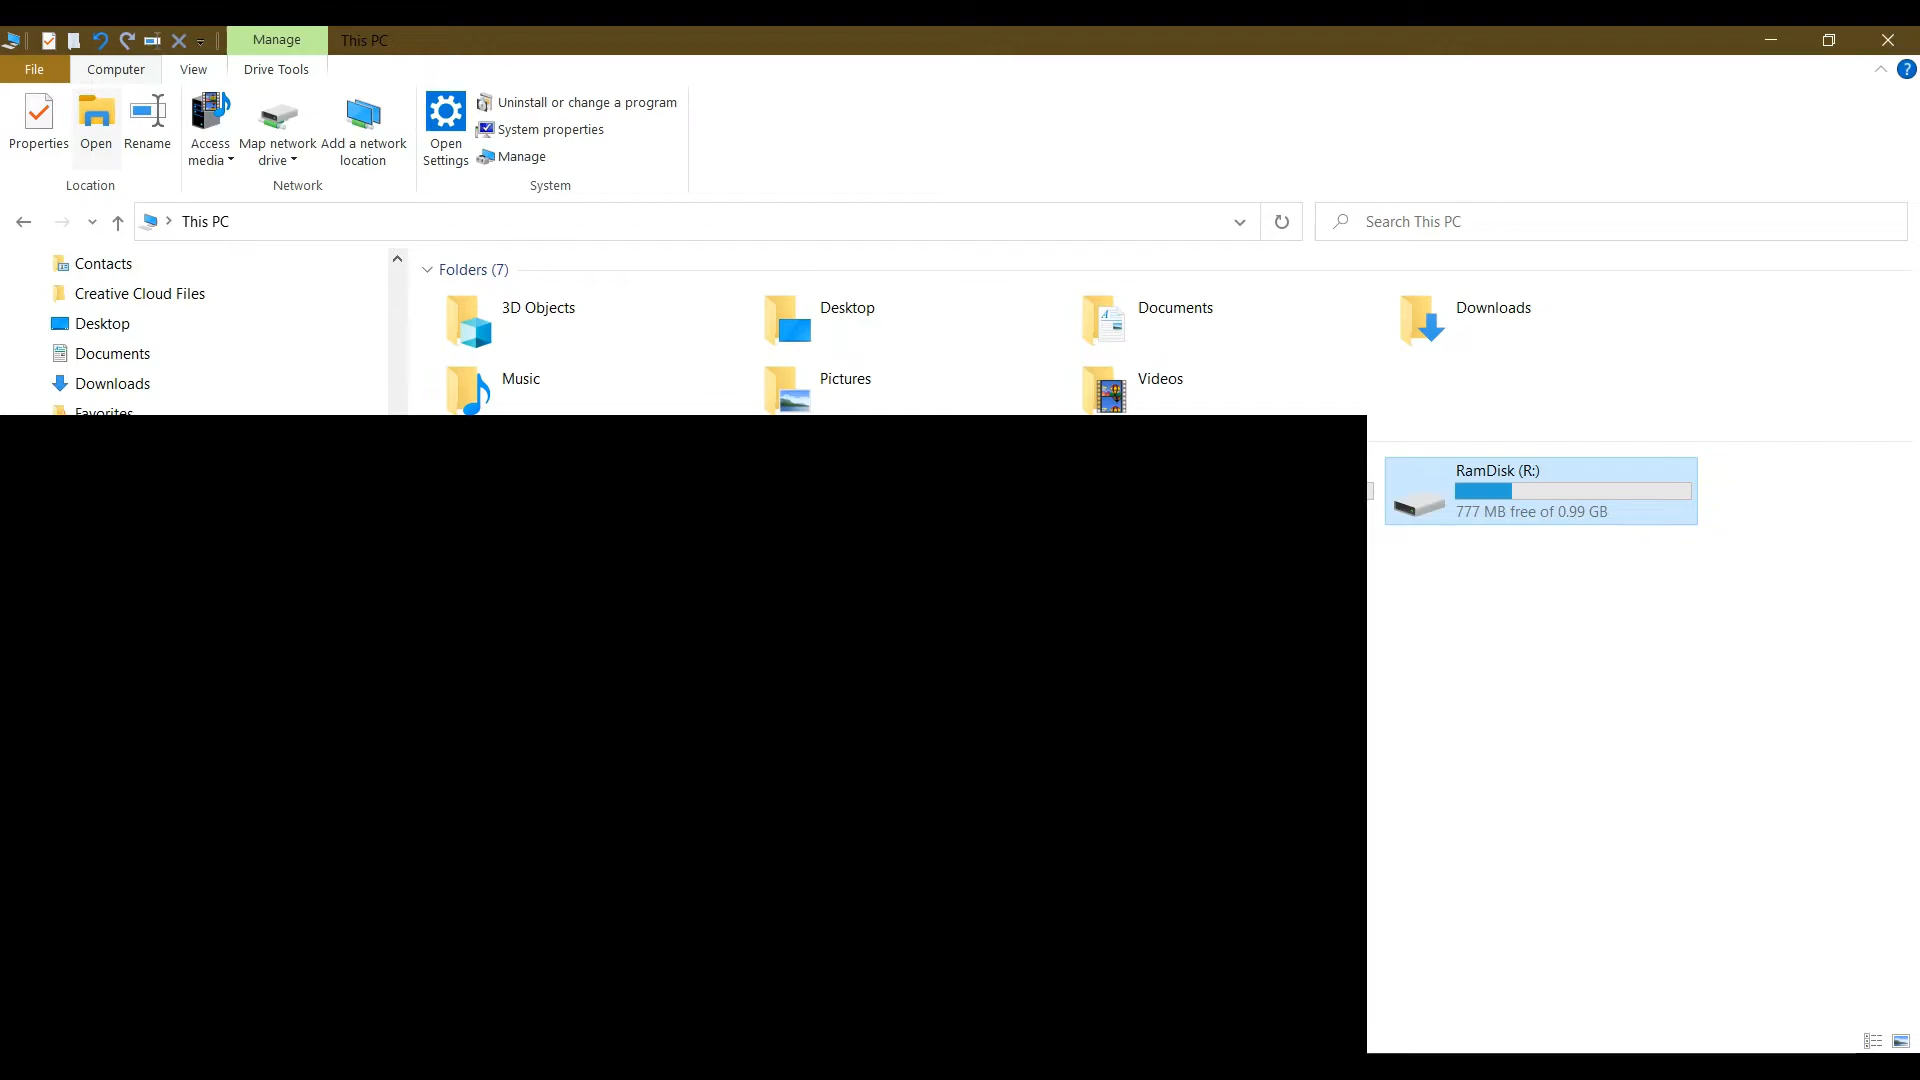 Manage
This PC
File
Computer
View
Drive Tools
Properties
Open
Rename
Access media
Map network drive
Add a network location
Open Settings
Uninstall or change a program
System properties
Manage
Location
Network
System
This PC
Search This PC
Contacts
Creative Cloud Files
Desktop
Documents
Downloads
Favorites
Folders (7)
3D Objects
Desktop
Documents
Downloads
Music
Pictures
Videos
RamDisk (R:)
777 MB free of 0.99 GB